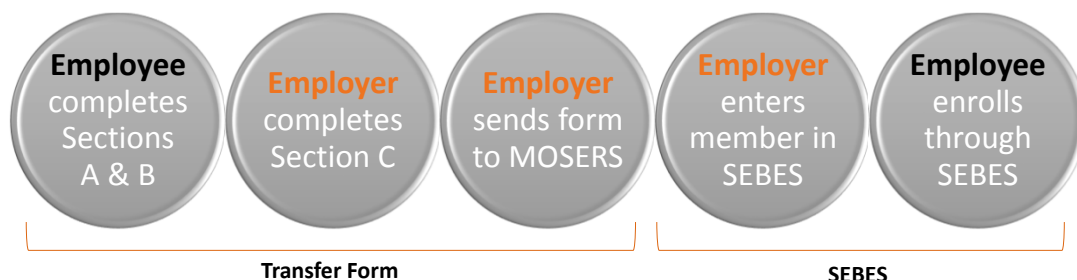 Employee
completes
Sections
A & B
Employer
completes
Section C
Employer
sends form
to MOSERS
Employer
enters
member in
SEBES
Employee
enrolls
through
SEBES
Transfer Form
SEBES